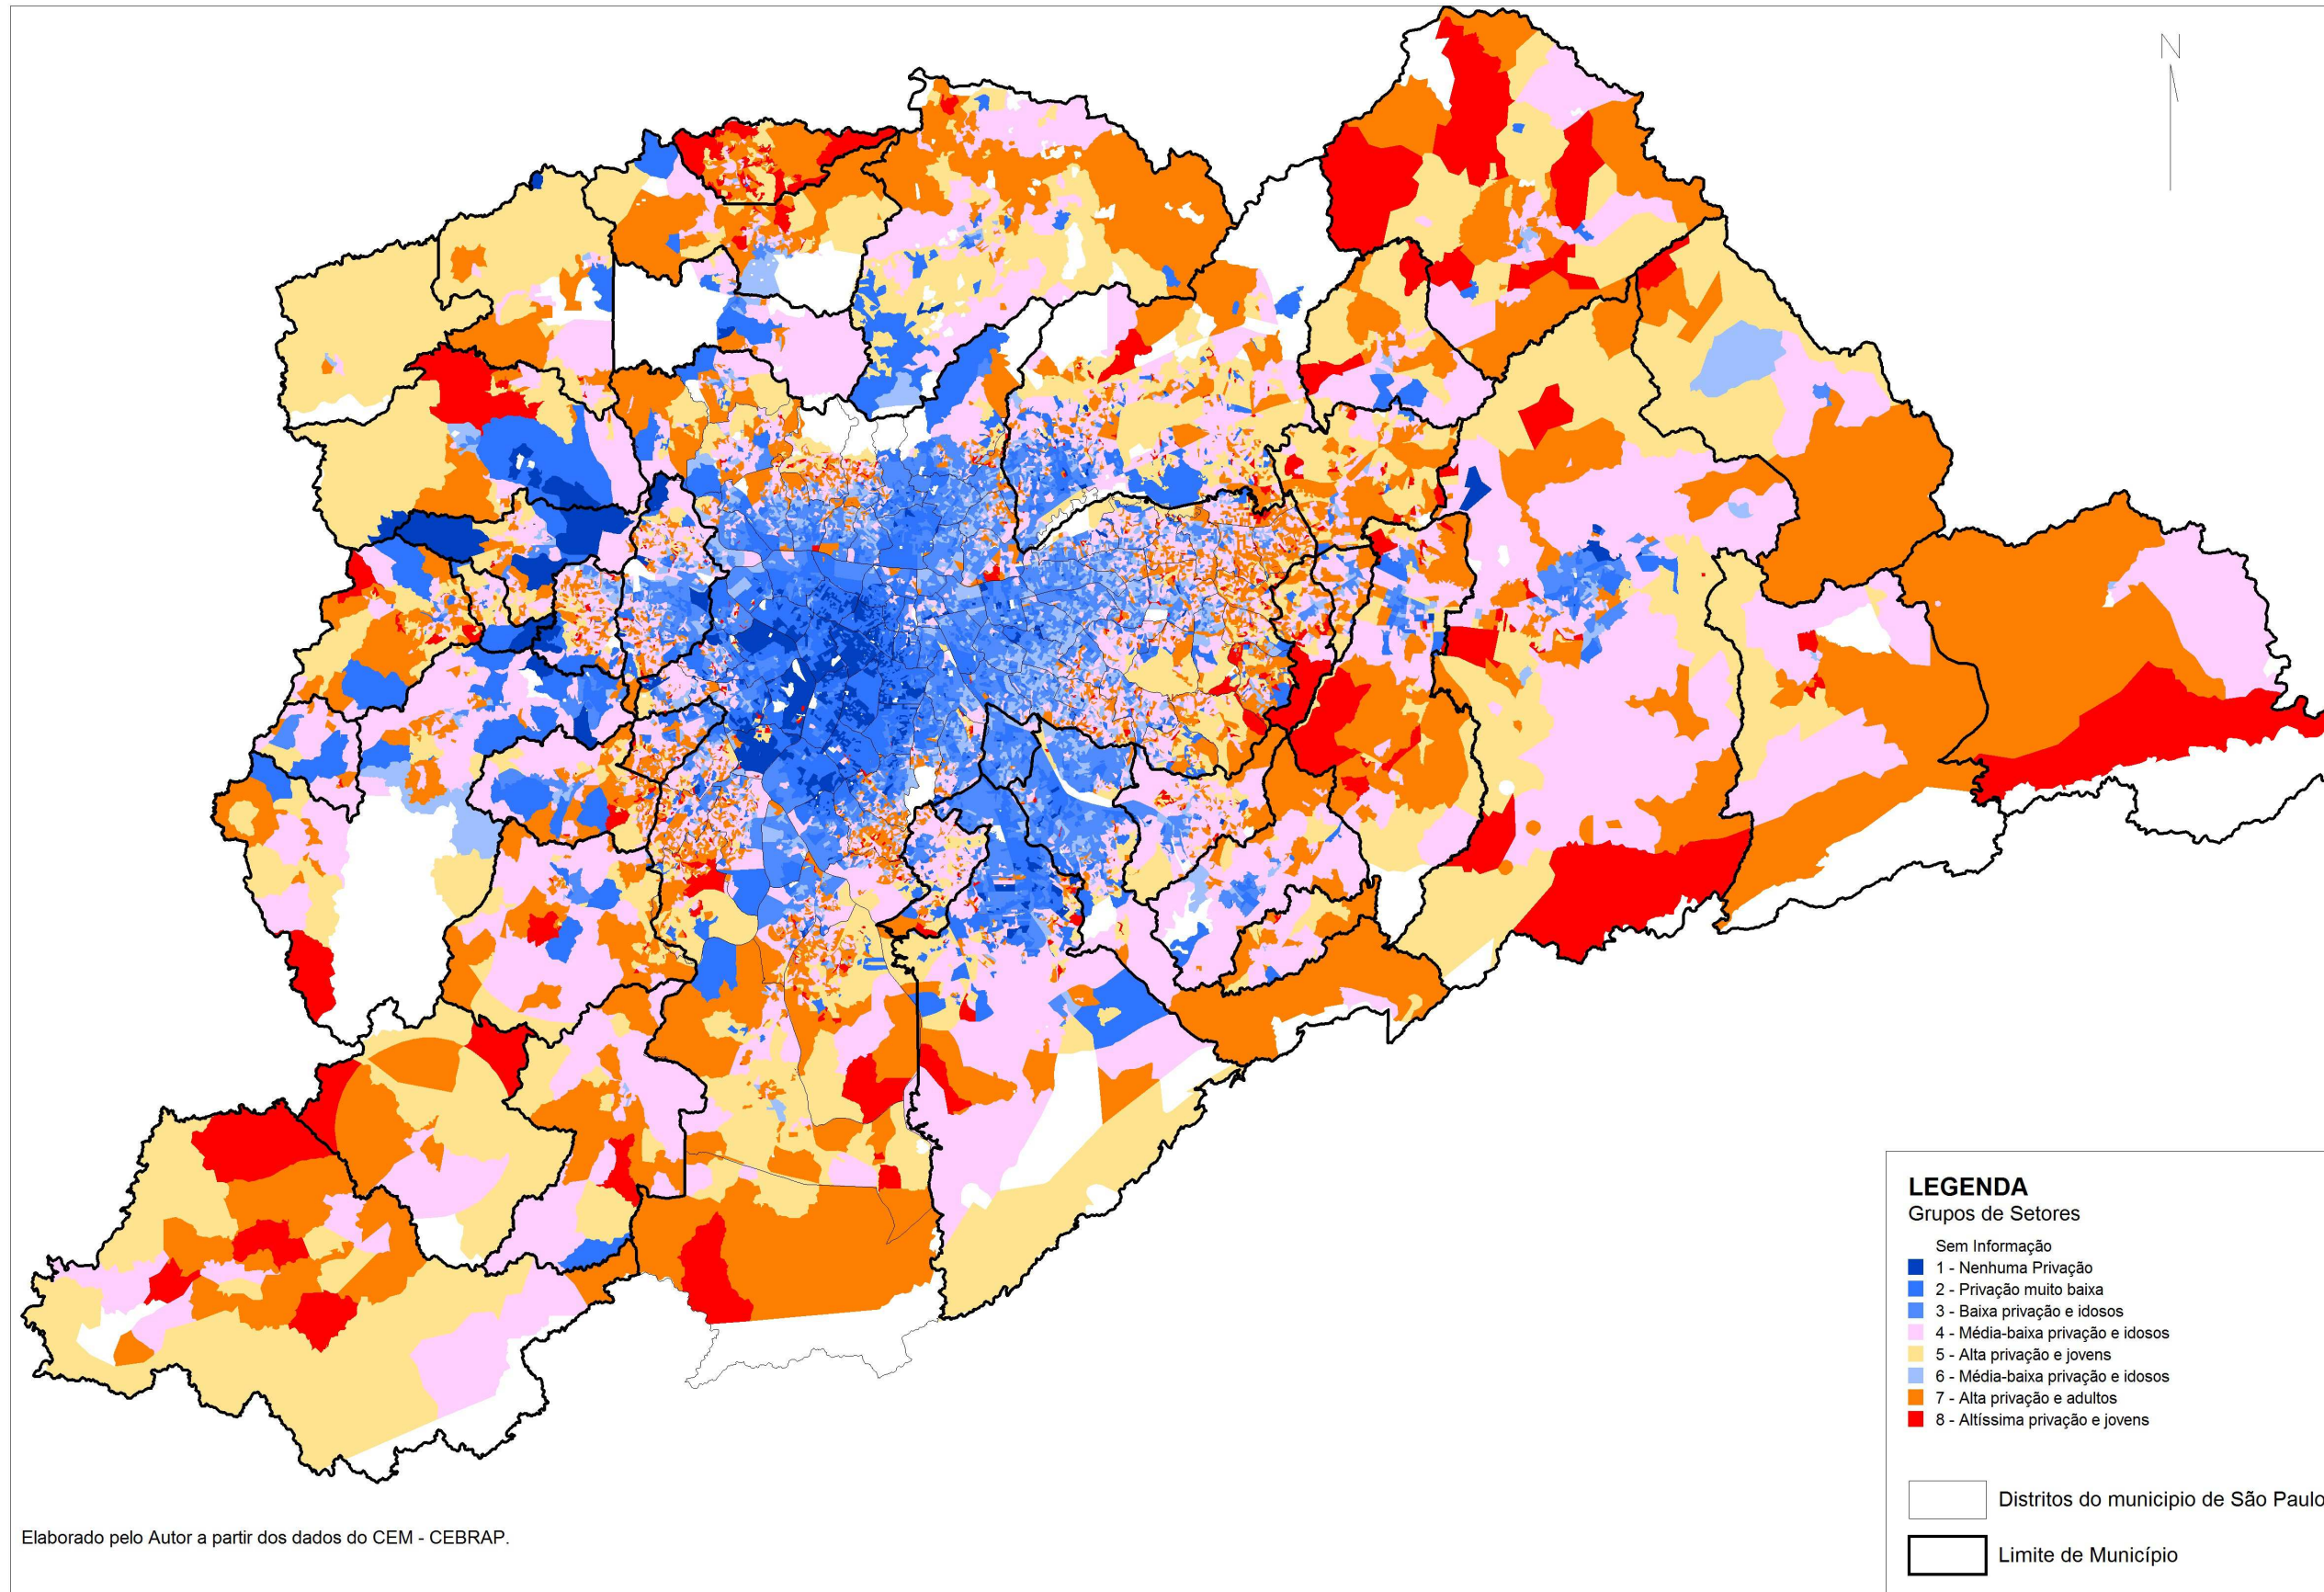 N
LEGENDA
Grupos de Setores
Sem Informação
1 - Nenhuma Privação
2 - Privação muito baixa
3 - Baixa privação e idosos
4 - Média-baixa privação e idosos
5 - Alta privação e jovens
6 - Média-baixa privação e idosos
7 - Alta privação e adultos
8 - Altíssima privação e jovens
Distritos do municipio de São Paulo
Limite de Município
Elaborado pelo Autor a partir dos dados do CEM - CEBRAP.